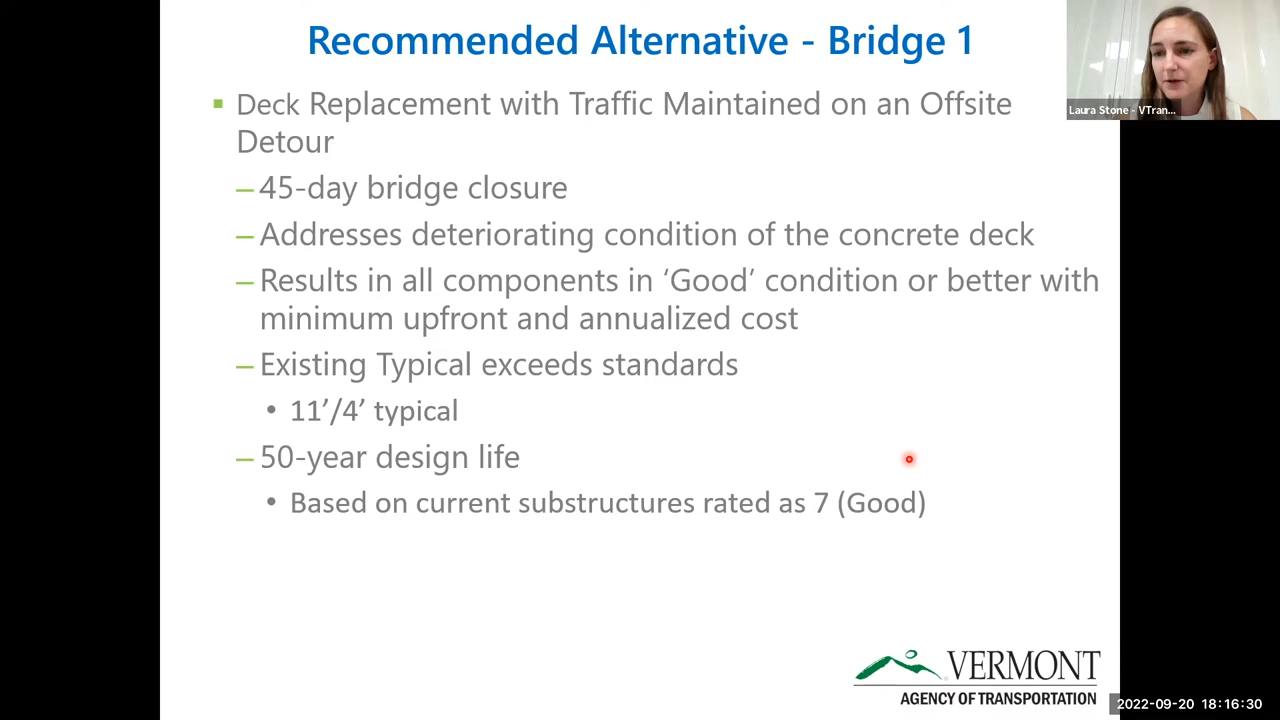 Recommended Alternative - Bridge 1
Deck Replacement with Traffic Maintained on an Offsite
Detour
–45-day bridge closure
–Addresses deteriorating condition of the concrete deck
–Results in all components in ‘Good’ condition or better with
minimum upfront and annualized cost
–Existing Typical exceeds standards
• 11’/4’ typical
–50-year design life
• Based on current substructures rated as 7 (Good)
Laura Stone - VTran...
VERMONT
AGENCY OF TRANSPORTATION
2022-09-20 18:16:30